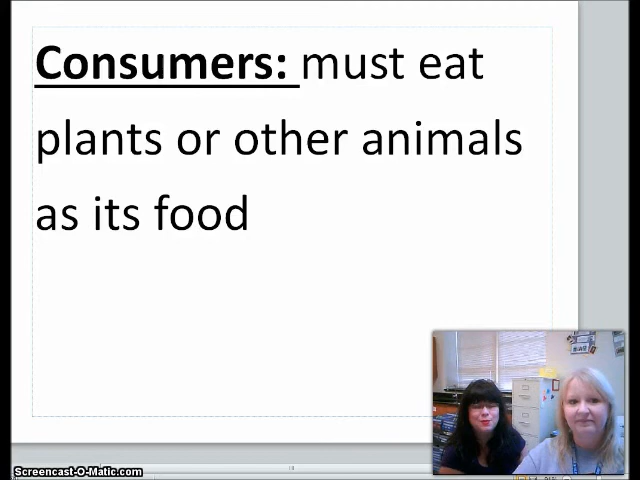 Consumers: must eat
plants or other animals
as its food
Screencast-O-Matic.com